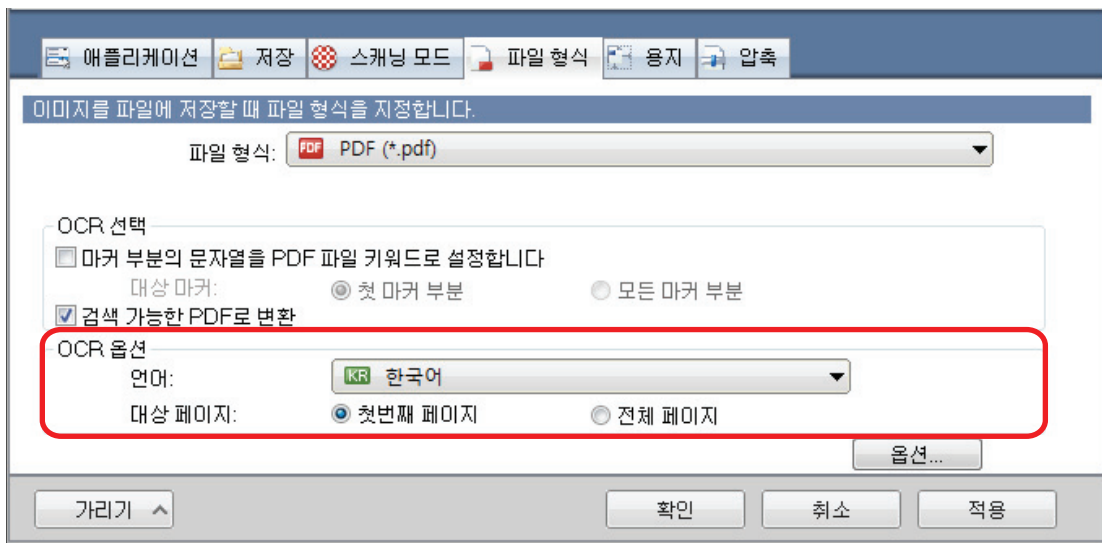 애플리케이션 저장 스캐닝 모드 파일 형식 용지 압축
이미지를 파일에 저장할 때 파일 형식을 지정합니다.
파일 형식: PDF PDF (*.pdf)
OCR 선택
마커 부분의 문자열을 PDF 파일 키워드로 설정합니다
대상 마커: 첫 마커 부분 모든 마커 부분
검색 가능한 PDF로 변환
OCR 옵션
언어: KR 한국어
대상 페이지: 첫번째 페이지 전체 페이지
옵션...
가리기 확인 취소 적용